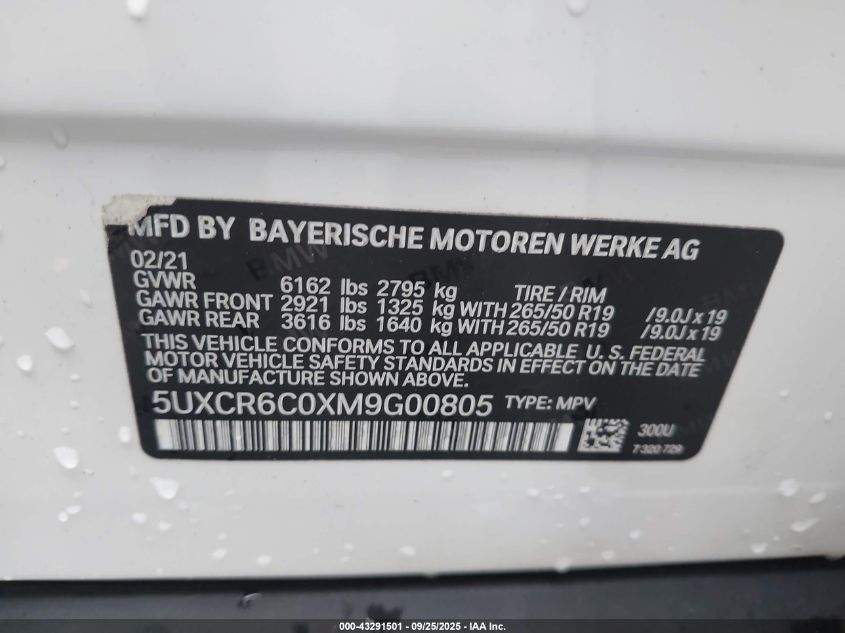 MFD BY BAYERISCHE MOTOREN WERKE AG
02/21
GVWR 6162 lbs 2795 kg TIRE / RIM
GAWR FRONT 2921 lbs 1325 kg WITH 265/50 R19 /9.0J x 19
GAWR REAR 3616 lbs 1640 kg WITH 265/50 R19 /9.0J x 19
THIS VEHICLE CONFORMS TO ALL APPLICABLE U. S. FEDERAL
MOTOR VEHICLE SAFETY STANDARDS IN EFFECT ON THE DATE
OF MANUFACTURE SHOWN ABOVE.
5UXCR6C0XM9G00805 TYPE: MPV
300U
7 320 729
000-43291501 - 09/25/2025 - IAA Inc.